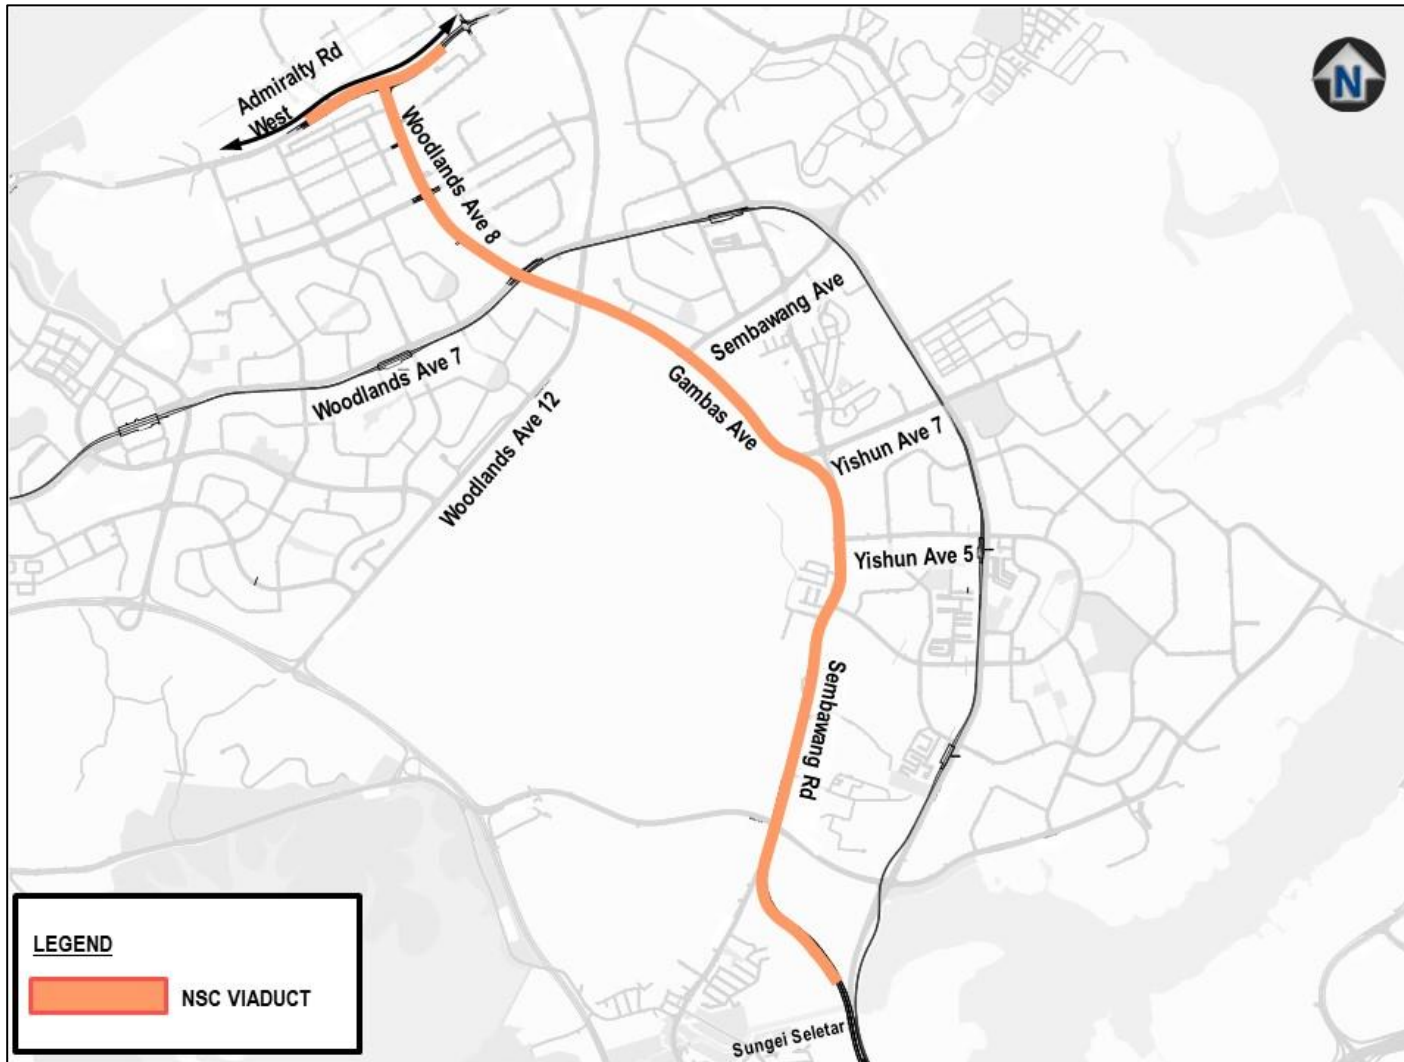 N
Admiralty Rd
West
Woodlands Ave 8
Sembawang Ave
Woodlands Ave 7
Gambas Ave
Woodlands Ave 12
Yishun Ave 7
Yishun Ave 5
Sembawang Rd
LEGEND
NSC VIADUCT
Sungei Seletar